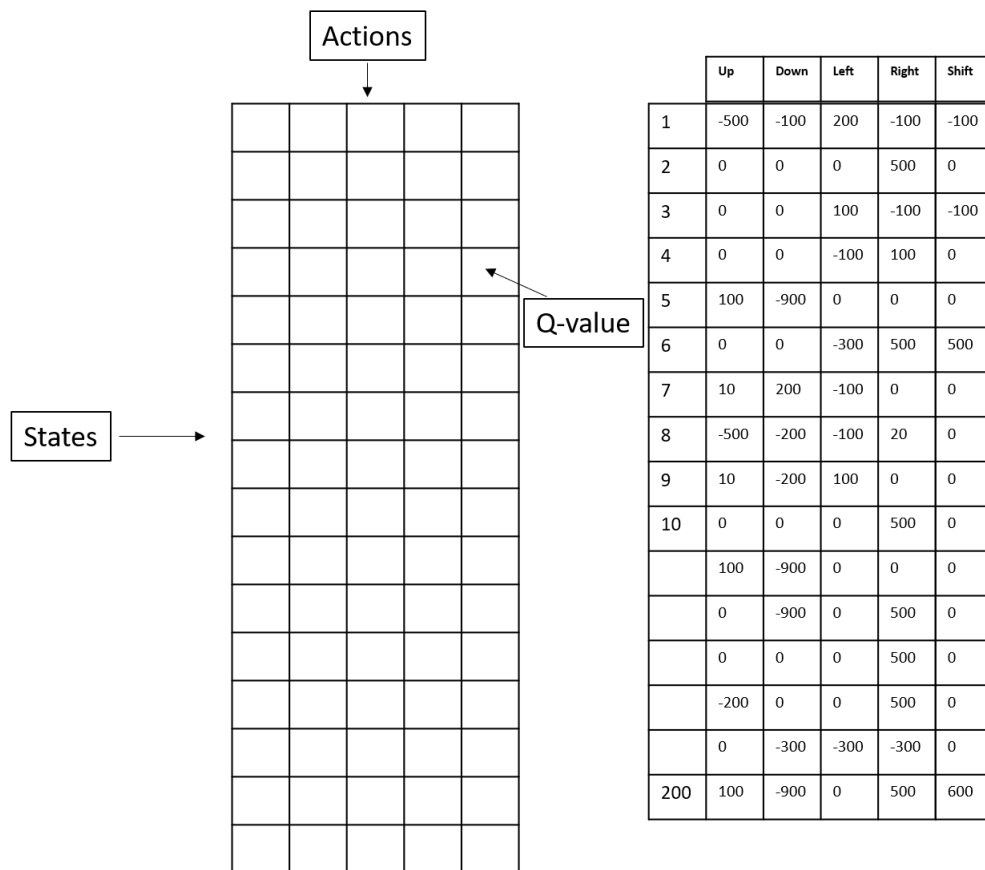 Actions
States
Q-value
Up Down Left Right Shift
1 -500 -100 200 -100 -100
2 0 0 0 500 0
3 0 0 100 -100 -100
4 0 0 -100 100 0
5 100 -900 0 0 0
6 0 0 -300 500 500
7 10 200 -100 0 0
8 -500 -200 -100 20 0
9 10 -200 100 0 0
10 0 0 0 500 0
100 -900 0 0 0
0 -900 0 500 0
0 0 0 500 0
-200 0 0 500 0
0 -300 -300 -300 0
200 100 -900 0 500 600